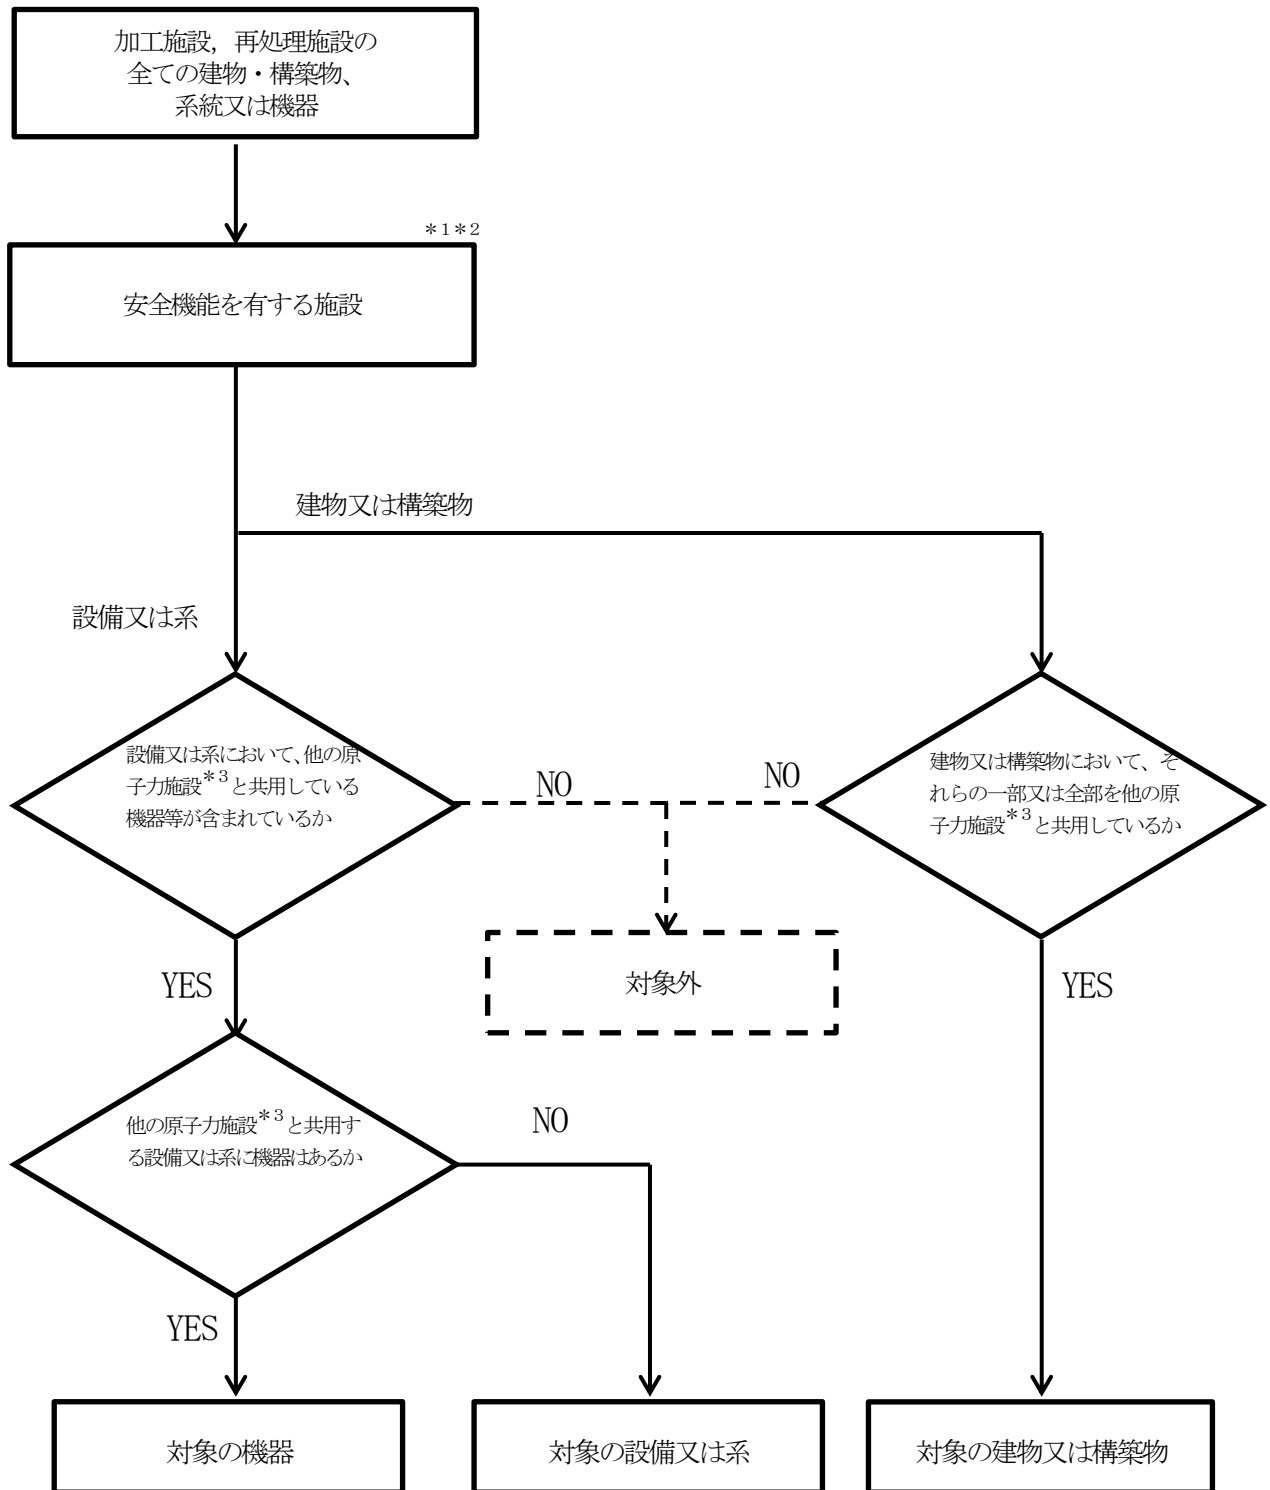 加工施設，再処理施設の
全ての建物・構築物、
系統又は機器
*1*2
安全機能を有する施設
建物又は構築物
設備又は系
設備又は系において、他の原
子力施設*3と共用している
機器等が含まれているか
NO
NO
建物又は構築物において、そ
れらの一部又は全部を他の原
子力施設*3と共用しているか
対象外
YES
YES
他の原子力施設*3と共用す
る設備又は系に機器はあるか
NO
YES
対象の機器
対象の設備又は系
対象の建物又は構築物